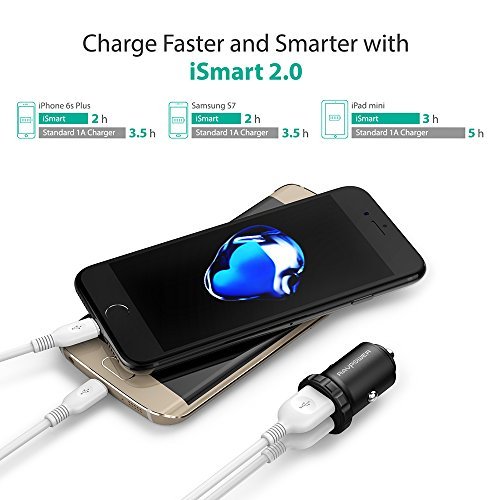 Charge Faster and Smarter with
iSmart 2.0
iPhone 6s Plus
iSmart 2 h
Standard 1A Charger 3.5 h
Samsung S7
iSmart 2 h
Standard 1A Charger 3.5 h
iPad mini
iSmart 3 h
Standard 1A Charger 5 h
RAVPOWER